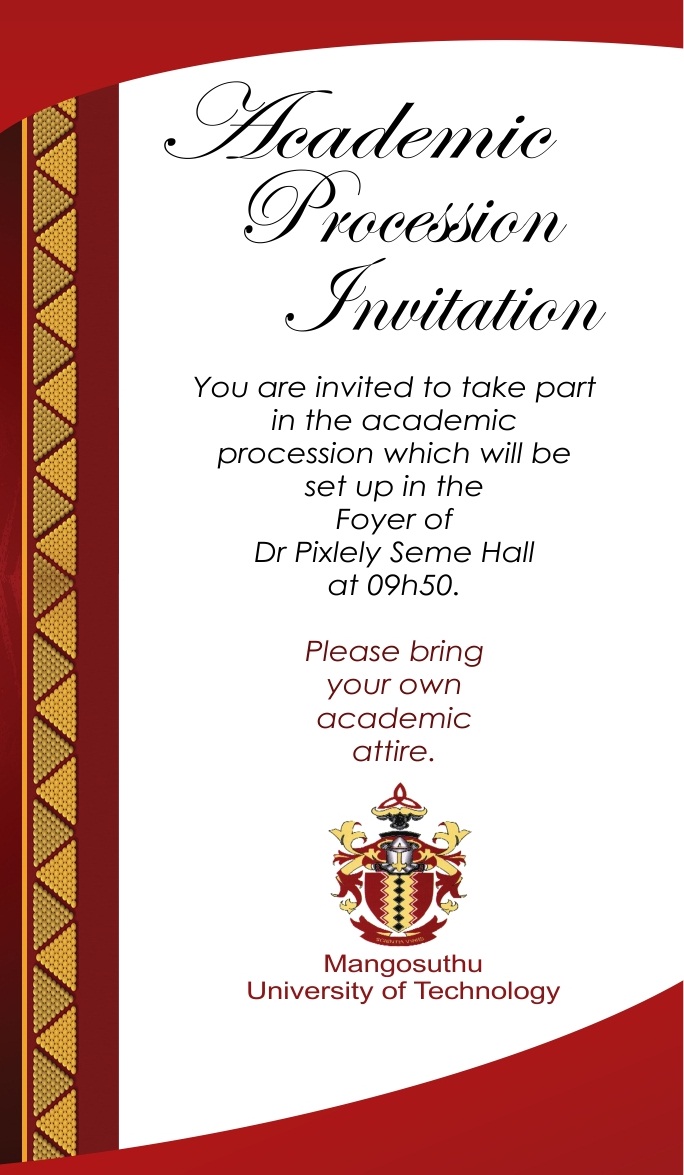 Academic
Procession
Invitation
You are invited to take part
in the academic
procession which will be
set up in the
Foyer of
Dr Pixlely Seme Hall
at 09h50.
Please bring
your own
academic
attire.
Mangosuthu
University of Technology